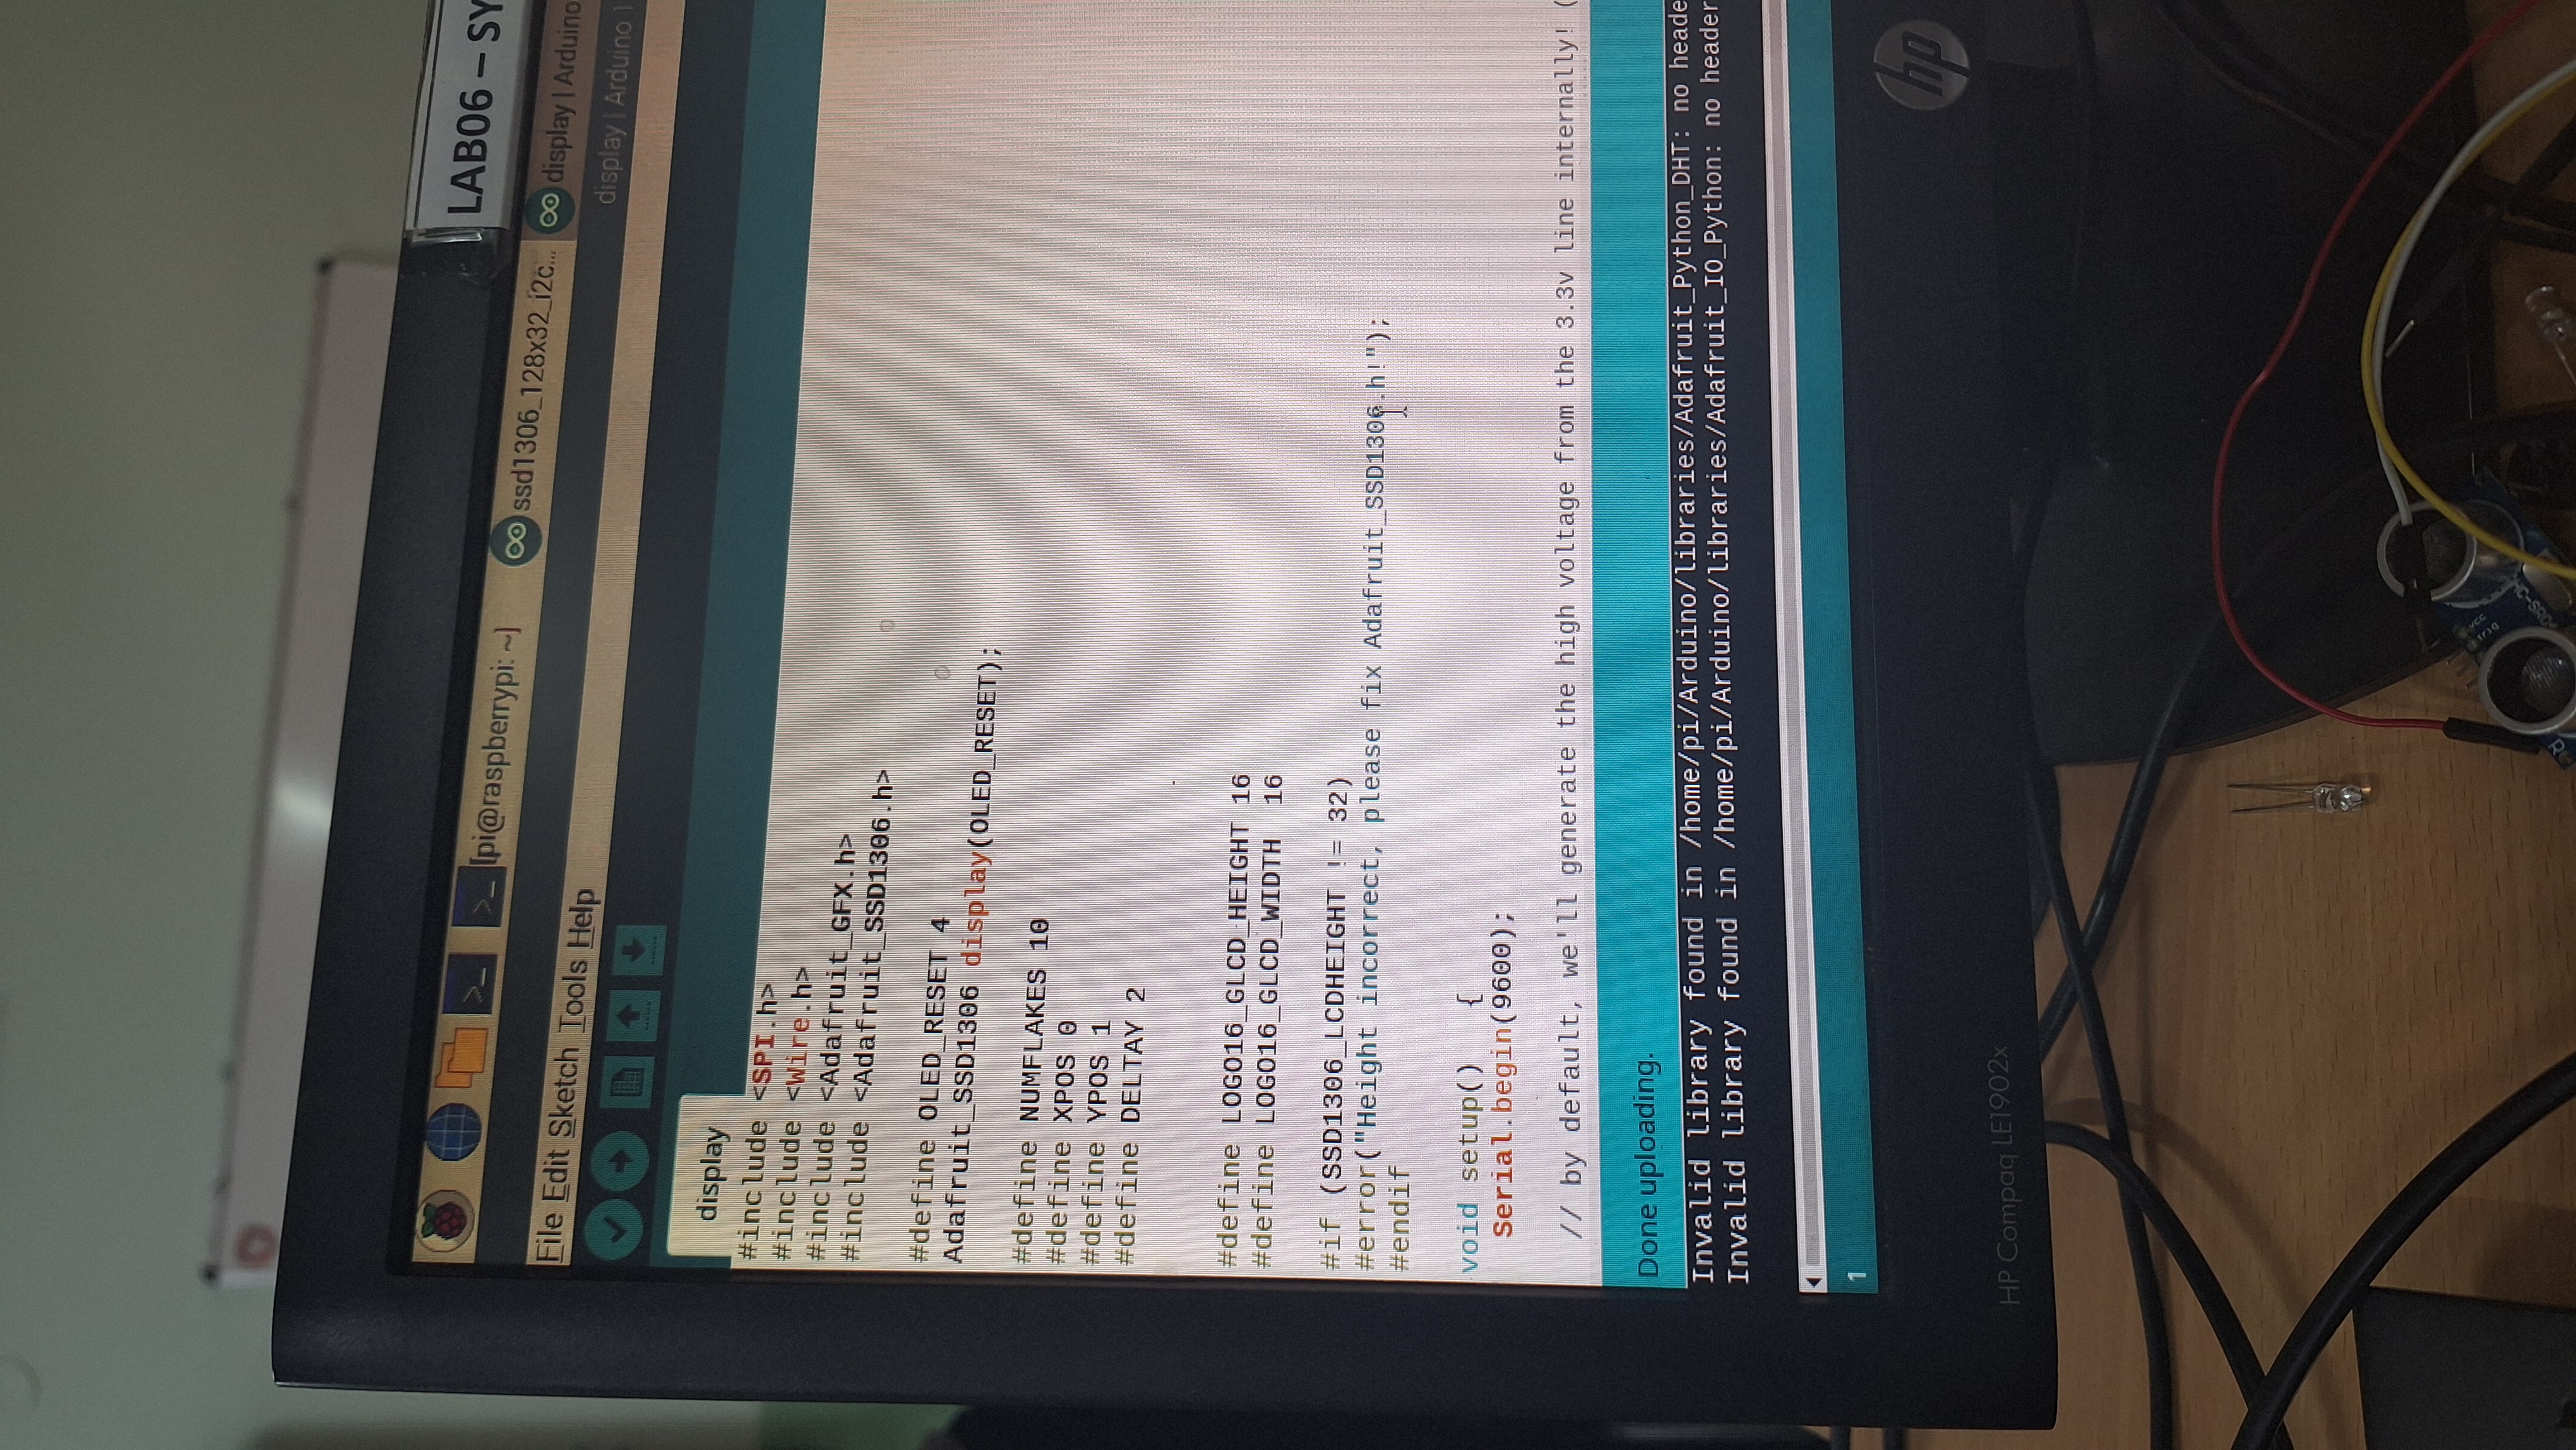 LAB06 – SY
[pi@raspberrypi: ~]
ssd1306_128x32_i2c...
display | Arduino
display | Arduino 1
File Edit Sketch Tools Help
display
#include <SPI.h>
#include <Wire.h>
#include <Adafruit_GFX.h>
#include <Adafruit_SSD1306.h>
#define OLED_RESET 4
Adafruit_SSD1306 display(OLED_RESET);
#define NUMFLAKES 10
#define XPOS 0
#define YPOS 1
#define DELTAY 2
#define LOGO16_GLCD_HEIGHT 16
#define LOGO16_GLCD_WIDTH  16
#if (SSD1306_LCDHEIGHT != 32)
#error("Height incorrect, please fix Adafruit_SSD1306.h!");
#endif
void setup()   {
Serial.begin(9600);
// by default, we'll generate the high voltage from the 3.3v line internally! (
Done uploading.
Invalid library found in /home/pi/Arduino/libraries/Adafruit_Python_DHT: no heade
Invalid library found in /home/pi/Arduino/libraries/Adafruit_IO_Python: no header
1
hp
HP Compaq LE1902x